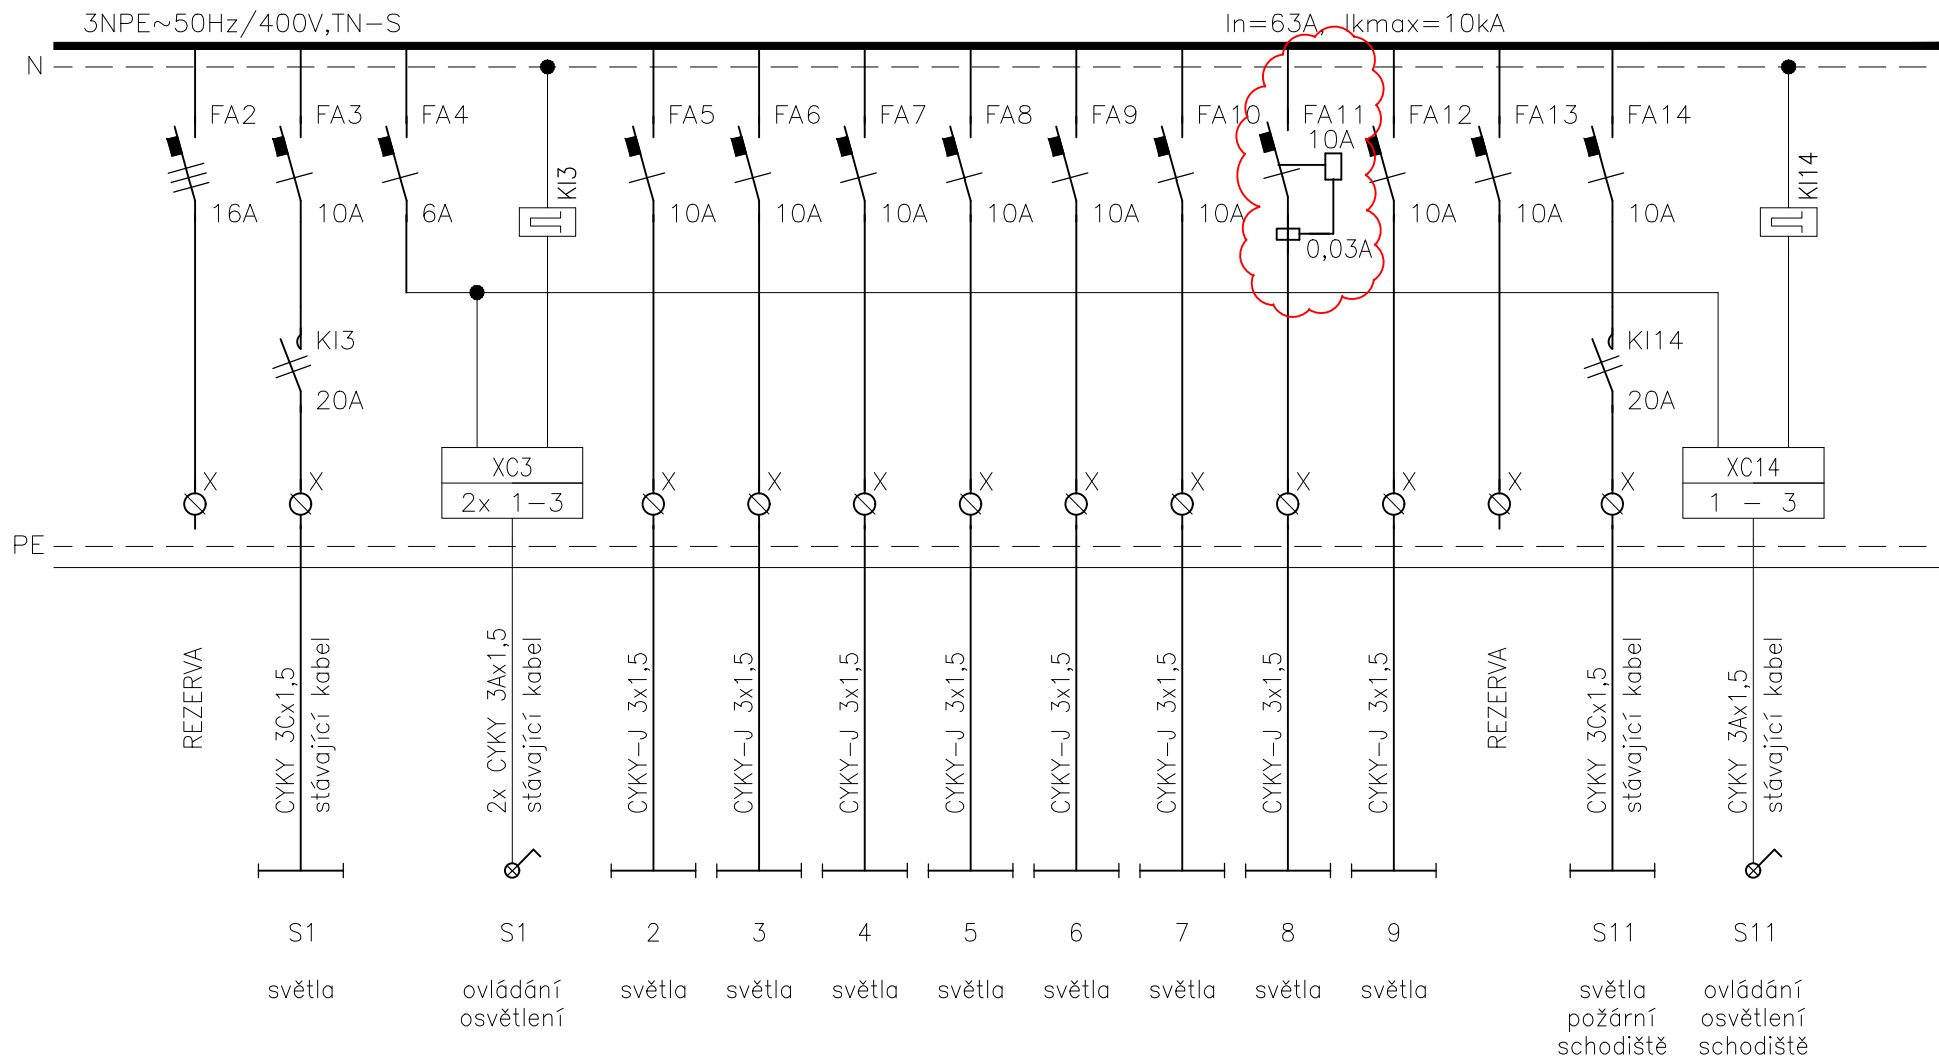 3NPE~50Hz/400V,TN-S
In=63A, Ikmax=10kA
N
FA2
FA3
FA4
FA5
FA6
FA7
FA8
FA9
FA10
FA11
FA12
FA13
FA14
10A
KI3
KI14
16A
10A
6A
10A
10A
10A
10A
10A
10A
10A
10A
10A
0,03A
KI3
20A
KI14
20A
XC3
2x 1-3
XC14
1 - 3
X
X
X
X
X
X
X
X
X
X
X
X
PE
REZERVA
CYKY 3Cx1,5
stávající kabel
2x CYKY 3Ax1,5
stávající kabel
CYKY-J 3x1,5
CYKY-J 3x1,5
CYKY-J 3x1,5
CYKY-J 3x1,5
CYKY-J 3x1,5
CYKY-J 3x1,5
CYKY-J 3x1,5
CYKY-J 3x1,5
REZERVA
CYKY 3Cx1,5
stávající kabel
CYKY 3Ax1,5
stávající kabel
S1
S1
2
3
4
5
6
7
8
9
S11
S11
světla
ovládání
osvětlení
světla
světla
světla
světla
světla
světla
světla
světla
světla
požární
schodiště
ovládání
osvětlení
schodiště